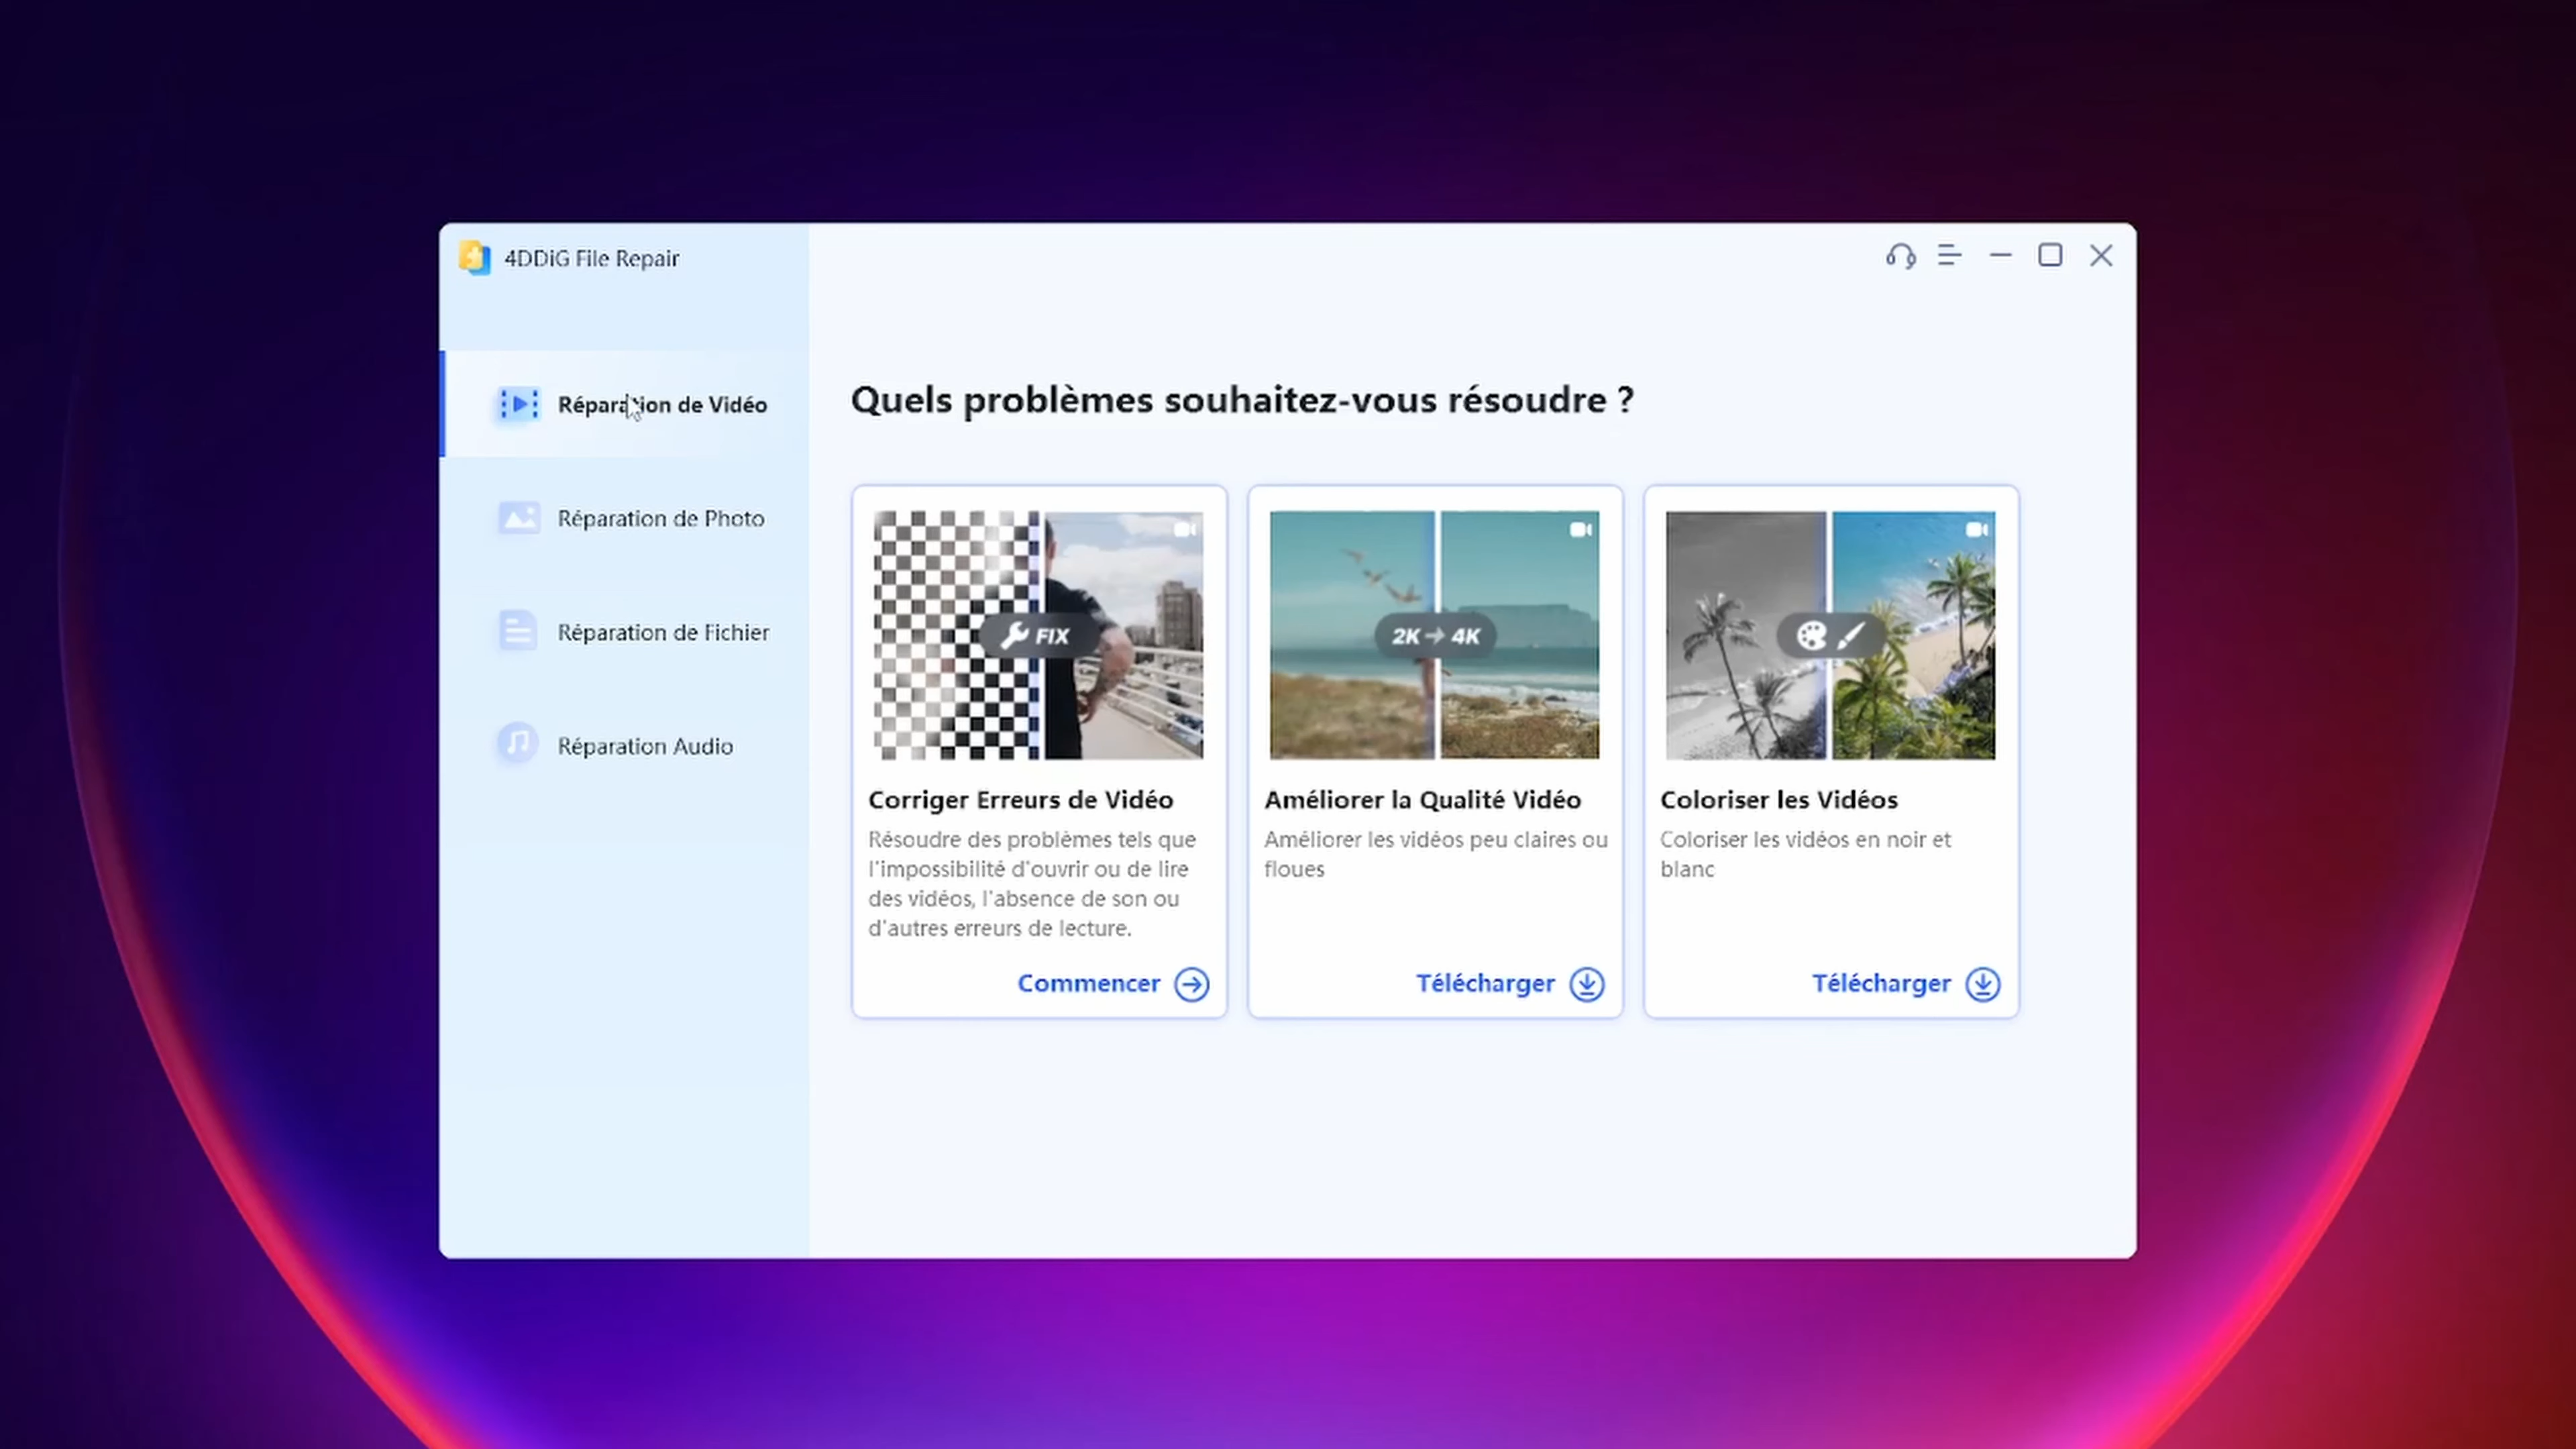 4DDiG File Repair
Réparation de Vidéo
Réparation de Photo
Réparation de Fichier
Réparation Audio
Quels problèmes souhaitez-vous résoudre ?
FIX
Corriger Erreurs de Vidéo
Résoudre des problèmes tels que
l'impossibilité d'ouvrir ou de lire
des vidéos, l'absence de son ou
d'autres erreurs de lecture.
Commencer
2K → 4K
Améliorer la Qualité Vidéo
Améliorer les vidéos peu claires ou
floues
Télécharger
Coloriser les Vidéos
Coloriser les vidéos en noir et
blanc
Télécharger